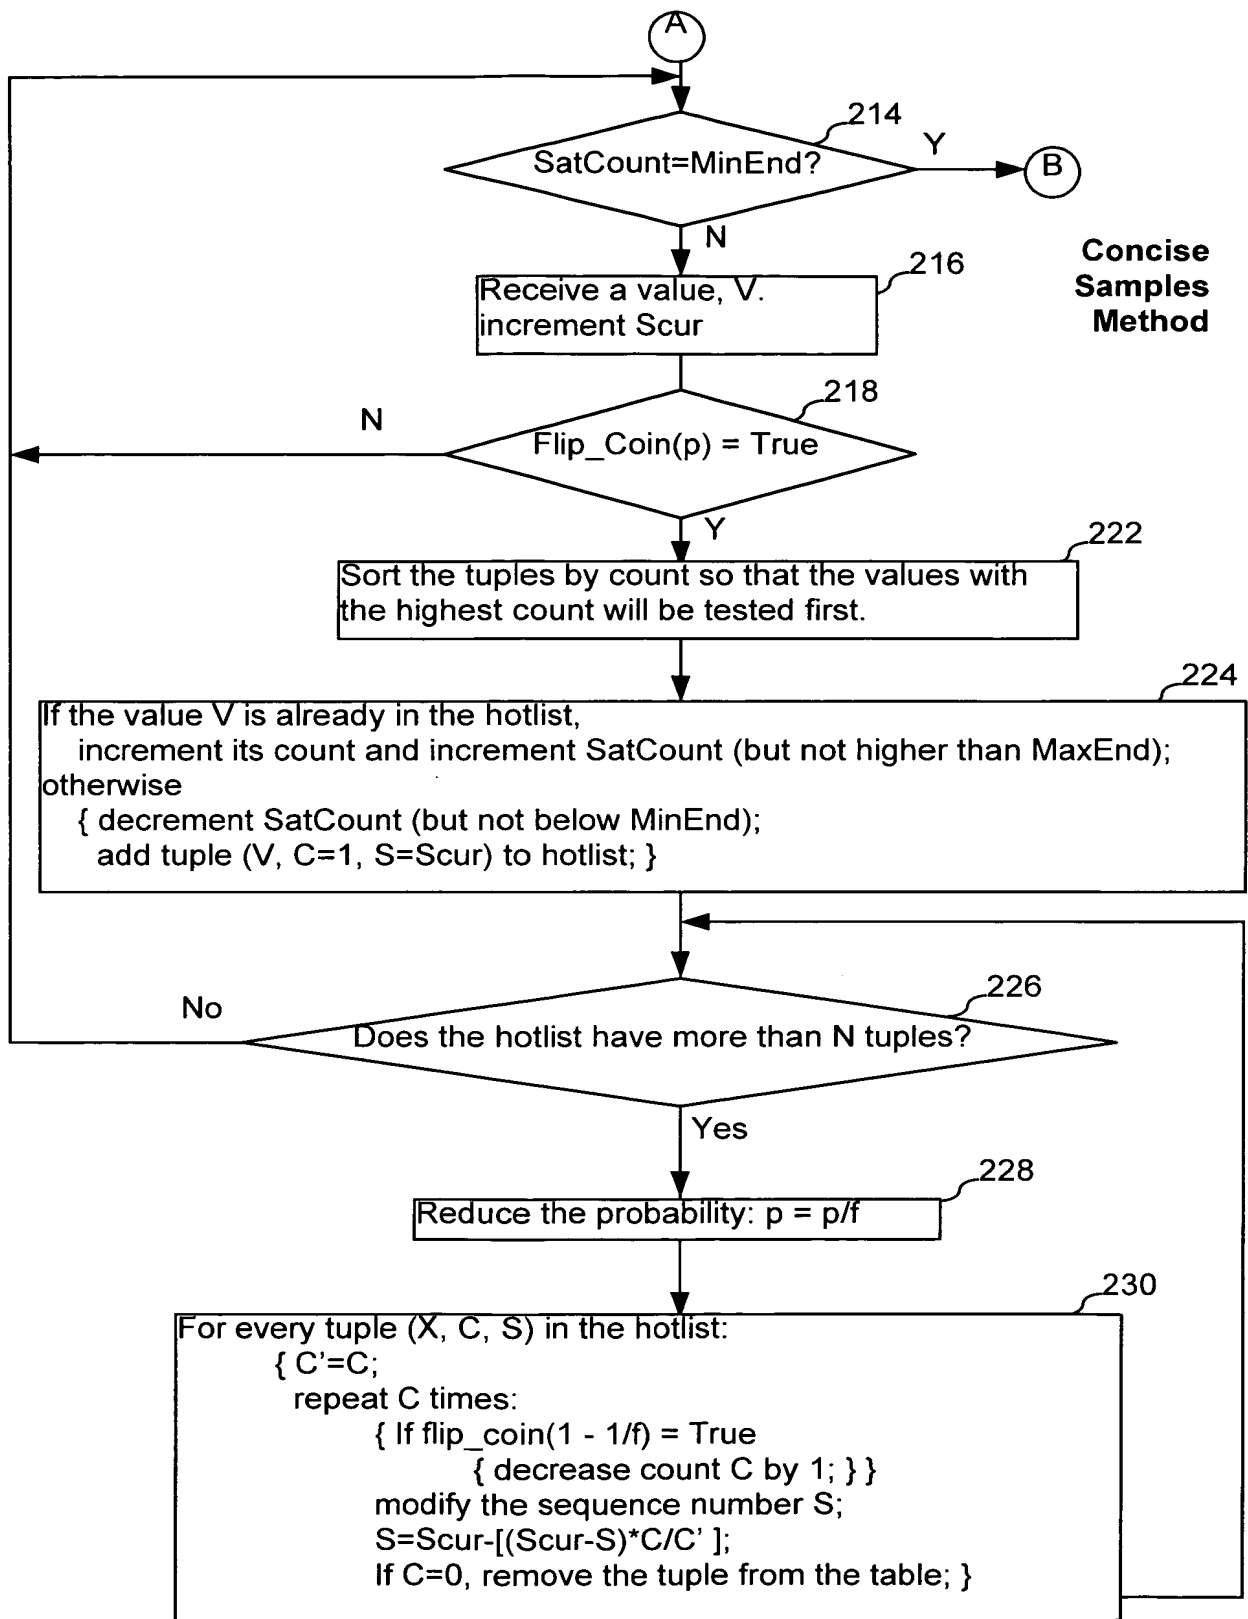 A
214
SatCount=MinEnd?
Y
B
N
Concise
Samples
Method
216
Receive a value, V.
increment Scur
218
N
Flip_Coin(p) = True
Y
222
Sort the tuples by count so that the values with
the highest count will be tested first.
224
If the value V is already in the hotlist,
increment its count and increment SatCount (but not higher than MaxEnd);
otherwise
{ decrement SatCount (but not below MinEnd);
add tuple (V, C=1, S=Scur) to hotlist; }
No
226
Does the hotlist have more than N tuples?
Yes
228
Reduce the probability: p = p/f
230
For every tuple (X, C, S) in the hotlist:
{ C’=C;
repeat C times:
{ If flip_coin(1 - 1/f) = True
{ decrease count C by 1; } }
modify the sequence number S;
S=Scur-[(Scur-S)*C/C’ ];
If C=0, remove the tuple from the table; }